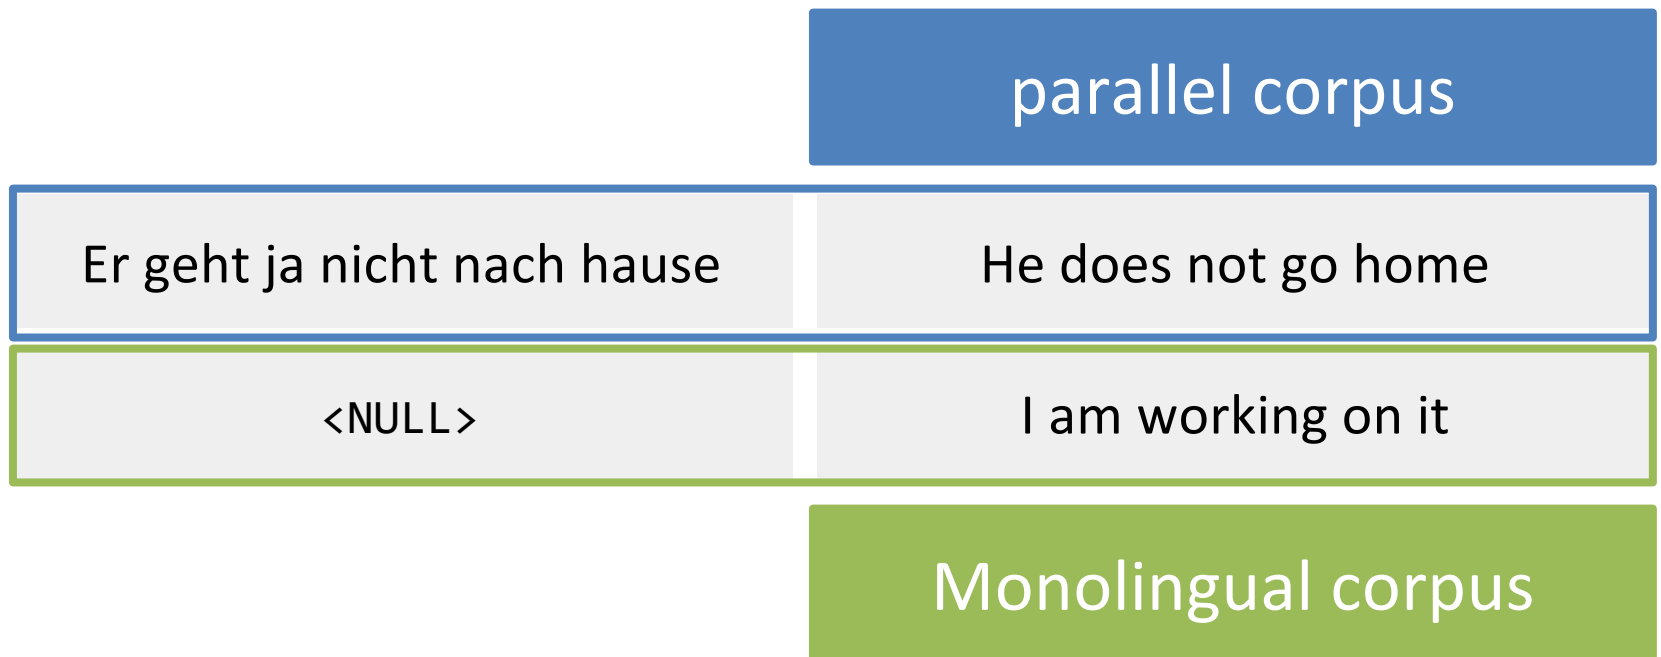 parallel corpus
Er geht ja nicht nach hause
He does not go home
<NULL>
I am working on it
Monolingual corpus